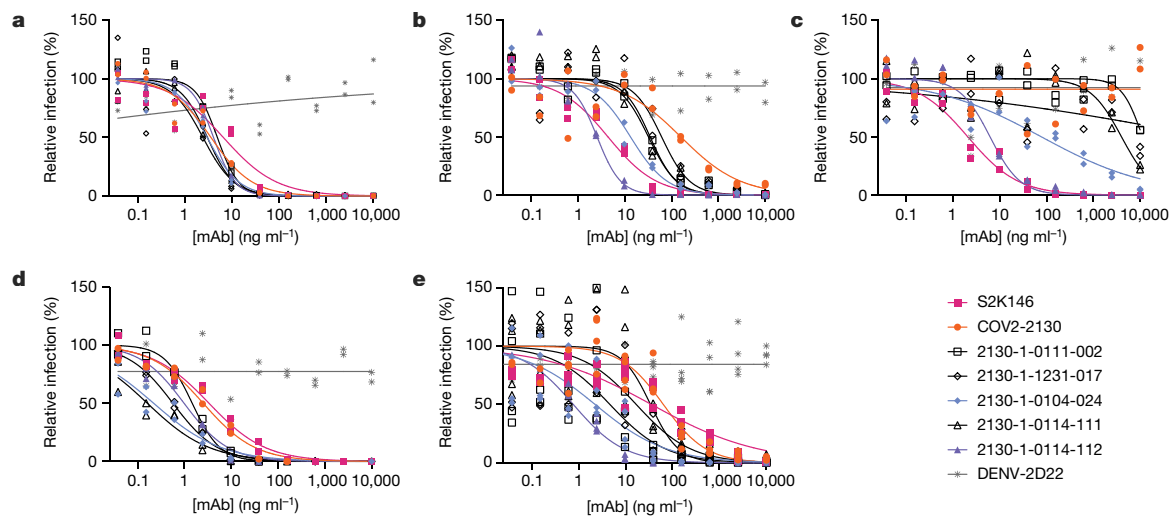 a
Relative infection (%)
150
100
50
0
0.1 1 10 100 1,000 10,000
[mAb] (ng ml⁻¹)
b
Relative infection (%)
150
100
50
0
0.1 1 10 100 1,000 10,000
[mAb] (ng ml⁻¹)
c
Relative infection (%)
150
100
50
0
0.1 1 10 100 1,000 10,000
[mAb] (ng ml⁻¹)
d
Relative infection (%)
150
100
50
0
0.1 1 10 100 1,000 10,000
[mAb] (ng ml⁻¹)
e
Relative infection (%)
150
100
50
0
0.1 1 10 100 1,000 10,000
[mAb] (ng ml⁻¹)
S2K146
COV2-2130
2130-1-0111-002
2130-1-1231-017
2130-1-0104-024
2130-1-0114-111
2130-1-0114-112
DENV-2D22